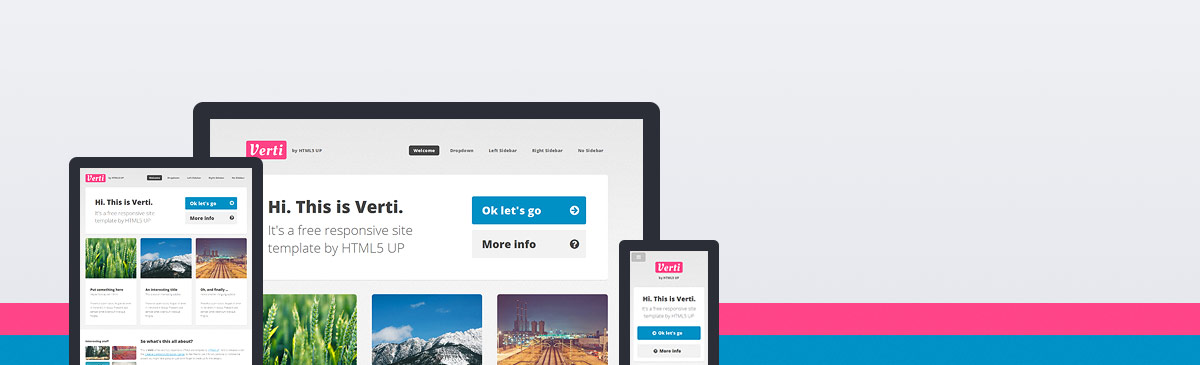 Verti
by HTML5 UP
Welcome
Dropdown
Left Sidebar
Right Sidebar
No Sidebar
Hi. This is Verti.
It's a free responsive site
template by HTML5 UP
Ok let's go
More info
Verti
by HTML5 UP
Welcome
Dropdown
Left Sidebar
Right Sidebar
No Sidebar
Hi. This is Verti.
It's a free responsive site
template by HTML5 UP
Ok let's go
More info
Put something here
An interesting title
Oh, and finally ...
Interesting stuff
So what's this all about?
Verti
by HTML5 UP
Hi. This is Verti.
It's a free responsive site
template by HTML5 UP
Ok let's go
More info